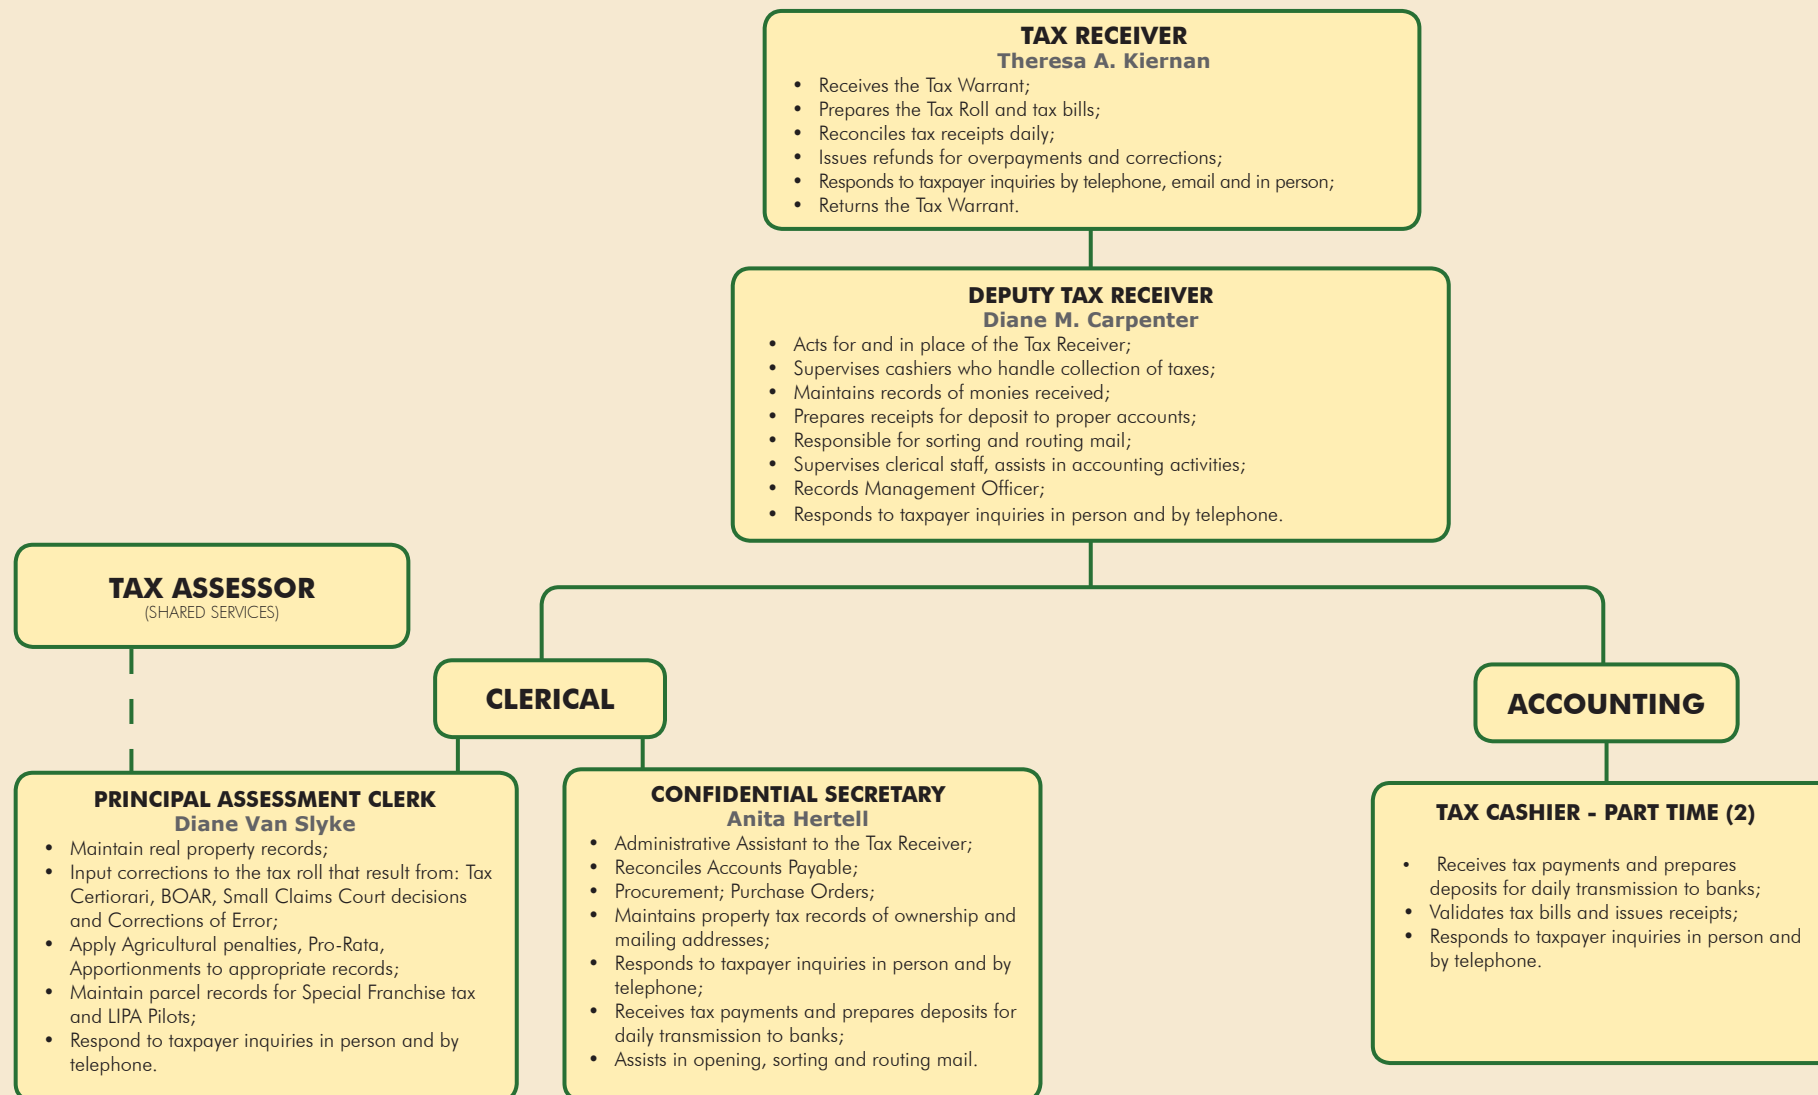 TAX RECEIVER
Theresa A. Kiernan
• Receives the Tax Warrant;
• Prepares the Tax Roll and tax bills;
• Reconciles tax receipts daily;
• Issues refunds for overpayments and corrections;
• Responds to taxpayer inquiries by telephone, email and in person;
• Returns the Tax Warrant.
DEPUTY TAX RECEIVER
Diane M. Carpenter
• Acts for and in place of the Tax Receiver;
• Supervises cashiers who handle collection of taxes;
• Maintains records of monies received;
• Prepares receipts for deposit to proper accounts;
• Responsible for sorting and routing mail;
• Supervises clerical staff, assists in accounting activities;
• Records Management Officer;
• Responds to taxpayer inquiries in person and by telephone.
TAX ASSESSOR
(SHARED SERVICES)
CLERICAL
ACCOUNTING
PRINCIPAL ASSESSMENT CLERK
Diane Van Slyke
• Maintain real property records;
• Input corrections to the tax roll that result from: Tax
Certiorari, BOAR, Small Claims Court decisions
and Corrections of Error;
• Apply Agricultural penalties, Pro-Rata,
Apportionments to appropriate records;
• Maintain parcel records for Special Franchise tax
and LIPA Pilots;
• Respond to taxpayer inquiries in person and by
telephone.
CONFIDENTIAL SECRETARY
Anita Hertell
• Administrative Assistant to the Tax Receiver;
• Reconciles Accounts Payable;
• Procurement; Purchase Orders;
• Maintains property tax records of ownership and
mailing addresses;
• Responds to taxpayer inquiries in person and by
telephone;
• Receives tax payments and prepares deposits for
daily transmission to banks;
• Assists in opening, sorting and routing mail.
TAX CASHIER - PART TIME (2)
• Receives tax payments and prepares
deposits for daily transmission to banks;
• Validates tax bills and issues receipts;
• Responds to taxpayer inquiries in person and
by telephone.